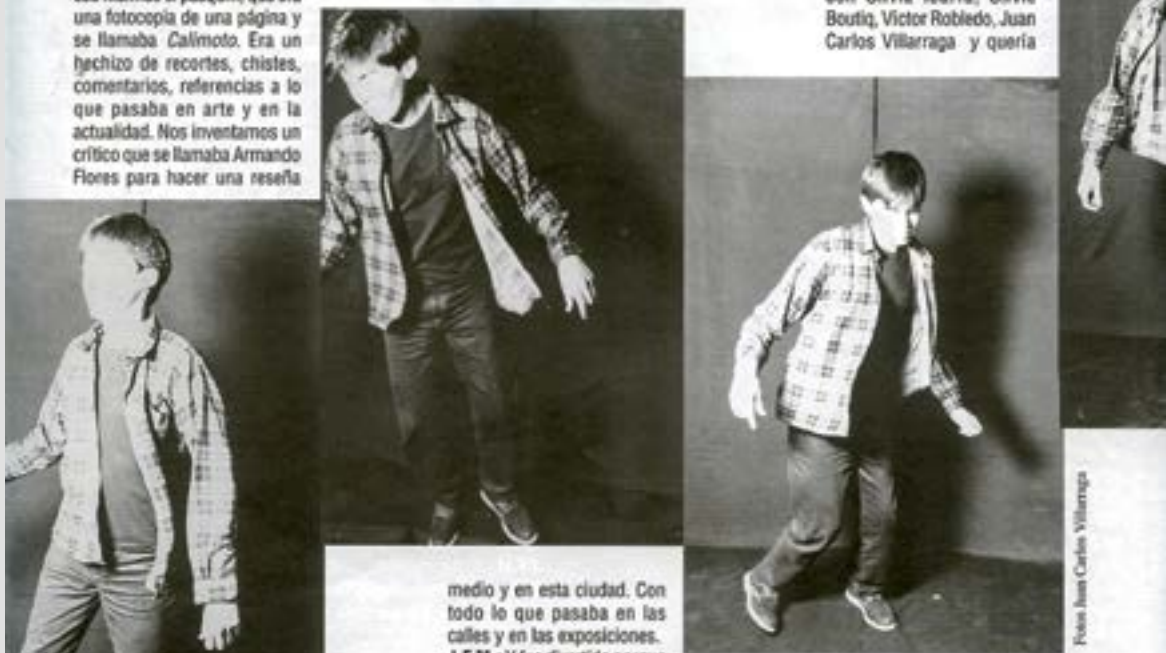 una fotocopia de una página y
se llamaba Calimoto. Era un
hechizo de recortes, chistes,
comentarios, referencias a lo
que pasaba en arte y en la
actualidad. Nos inventamos un
crítico que se llamaba Armando
Flores para hacer una reseña
Boutiq, Víctor Robledo, Juan
Carlos Villarraga y quería
medio y en esta ciudad. Con
todo lo que pasaba en las
calles y en las exposiciones.
Fotos Juan Carlos Villarraga